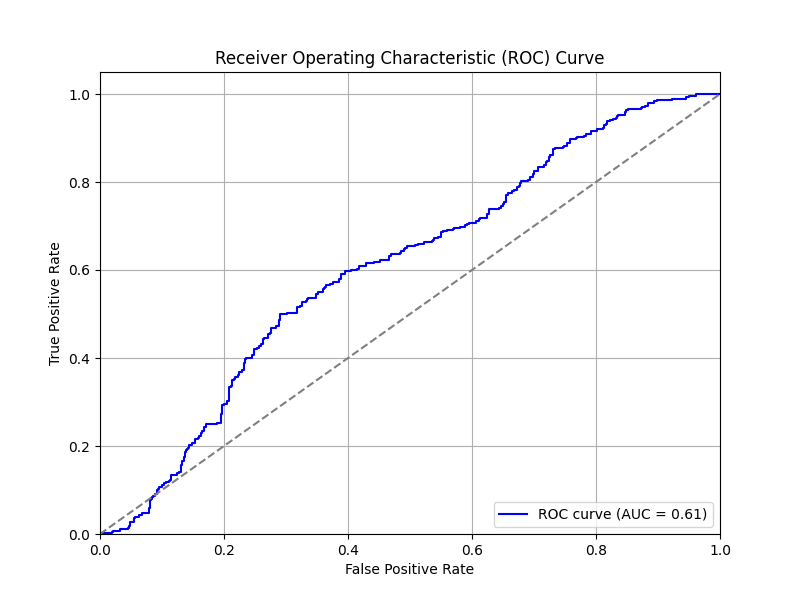 Receiver Operating Characteristic (ROC) Curve
1.0
0.8
0.6
0.4
0.2
0.0
True Positive Rate
ROC curve (AUC = 0.61)
0.0 0.2 0.4 0.6 0.8 1.0
False Positive Rate